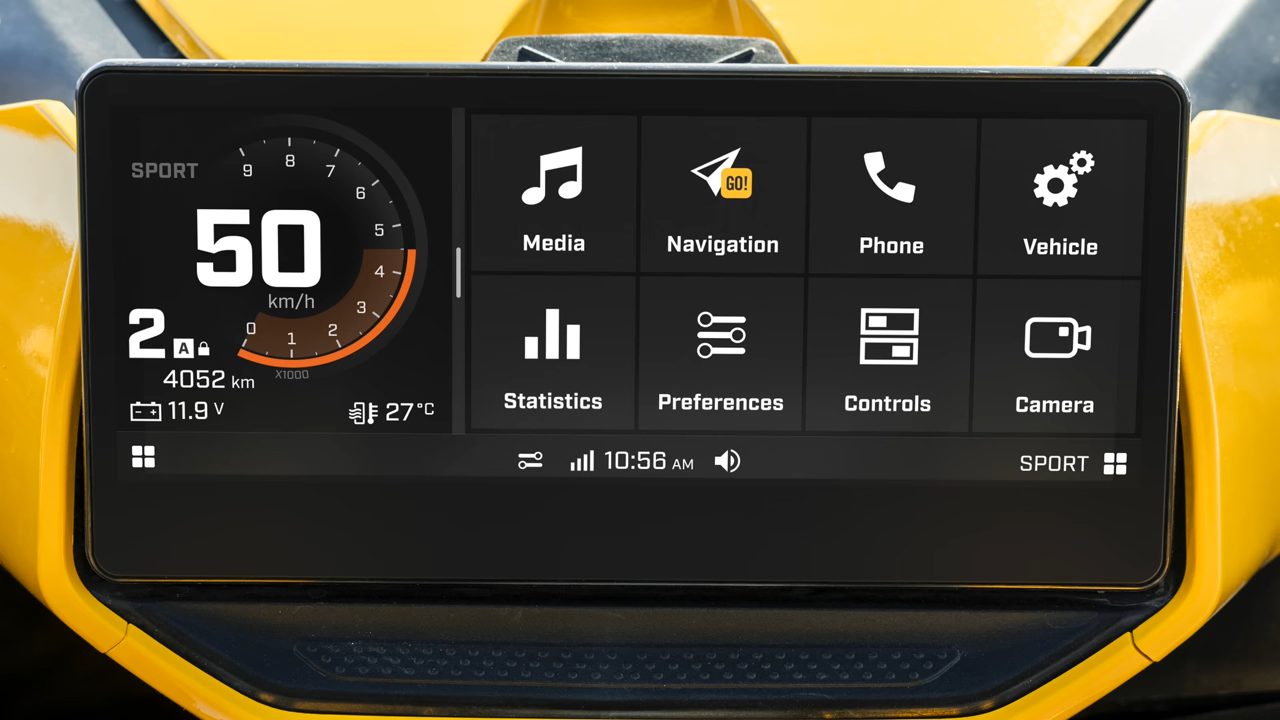 SPORT
9 8 7 6 5 4 3 2 1 0
50
km/h
2 A
X1000
4052 km
11.9 V
27°C
Media
Navigation
GO!
Phone
Vehicle
Statistics
Preferences
Controls
Camera
10:56 AM
SPORT